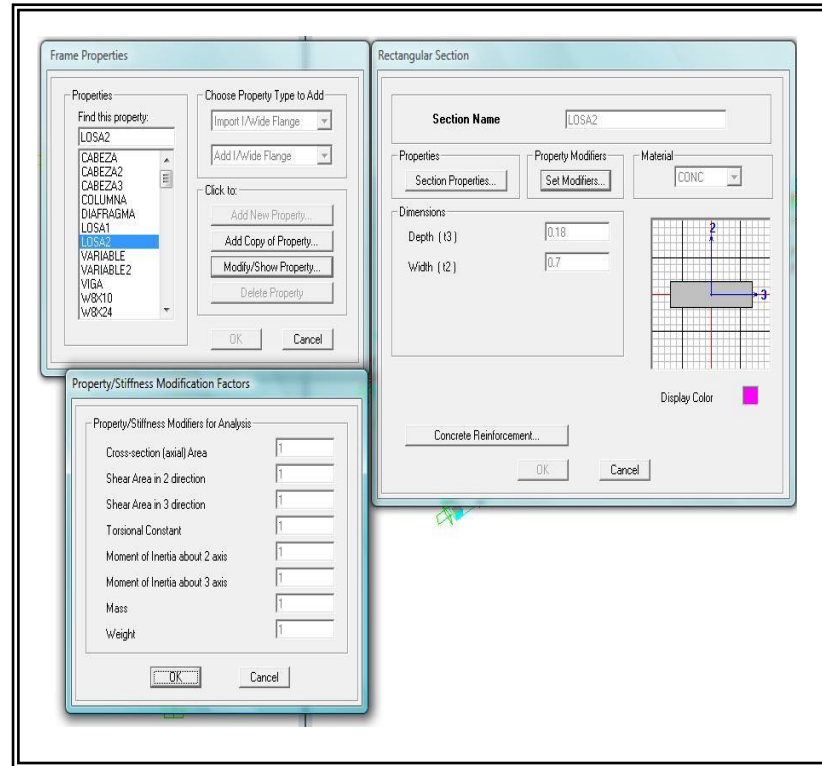 Frame Properties
Properties
Find this property:
LOSA2
CABEZA
CABEZA2
CABEZA3
COLUMNA
DIAFRAGMA
LOSA1
LOSA2
VARIABLE
VARIABLE2
VIGA
W8X10
W8X24
Choose Property Type to Add
Import I/Wide Flange
Add I/Wide Flange
Click to:
Add New Property...
Add Copy of Property...
Modify/Show Property...
Delete Property
OK Cancel
Rectangular Section
Section Name LOSA2
Properties
Section Properties...
Property Modifiers
Set Modifiers...
Material
CONC
Dimensions
Depth ( t3 ) 0.18
Width ( t2 ) 0.7
2
3
Display Color
Concrete Reinforcement...
OK Cancel
Property/Stiffness Modification Factors
Property/Stiffness Modifiers for Analysis
Cross-section (axial) Area 1
Shear Area in 2 direction 1
Shear Area in 3 direction 1
Torsional Constant 1
Moment of Inertia about 2 axis 1
Moment of Inertia about 3 axis 1
Mass 1
Weight 1
OK Cancel